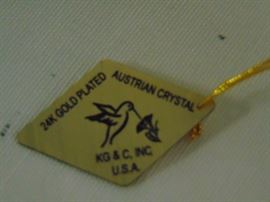 24K GOLD PLATED
AUSTRIAN CRYSTAL
KG & C, INC.
U.S.A.